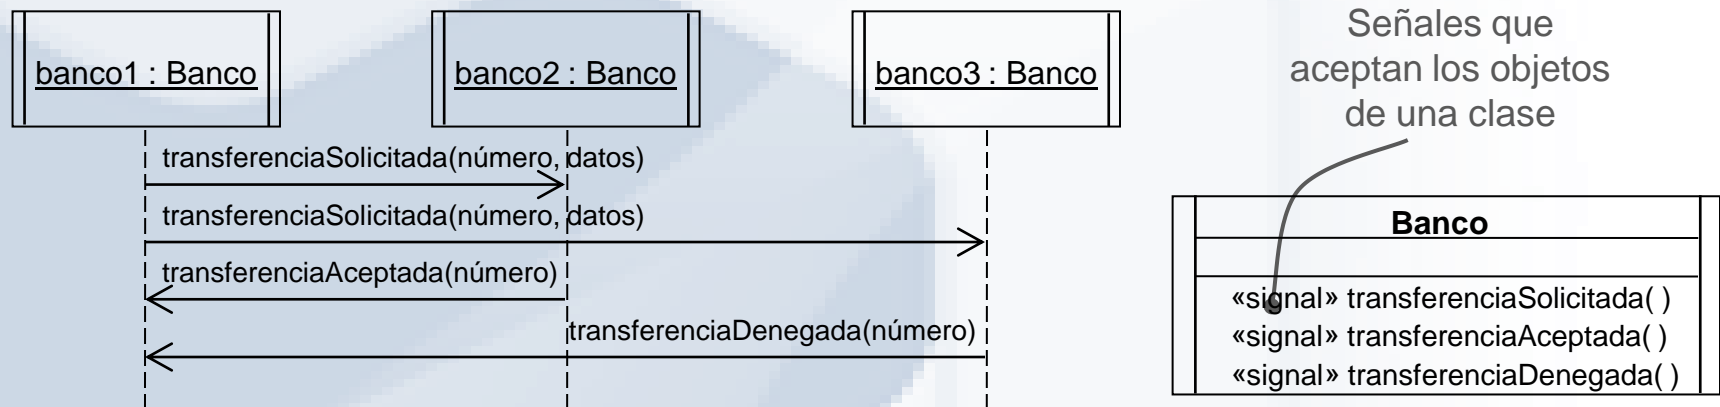 banco1 : Banco
banco2 : Banco
banco3 : Banco
transferenciaSolicitada(número, datos)
transferenciaSolicitada(número, datos)
transferenciaAceptada(número)
transferenciaDenegada(número)
Señales que
aceptan los objetos
de una clase
Banco
«signal» transferenciaSolicitada( )
«signal» transferenciaAceptada( )
«signal» transferenciaDenegada( )